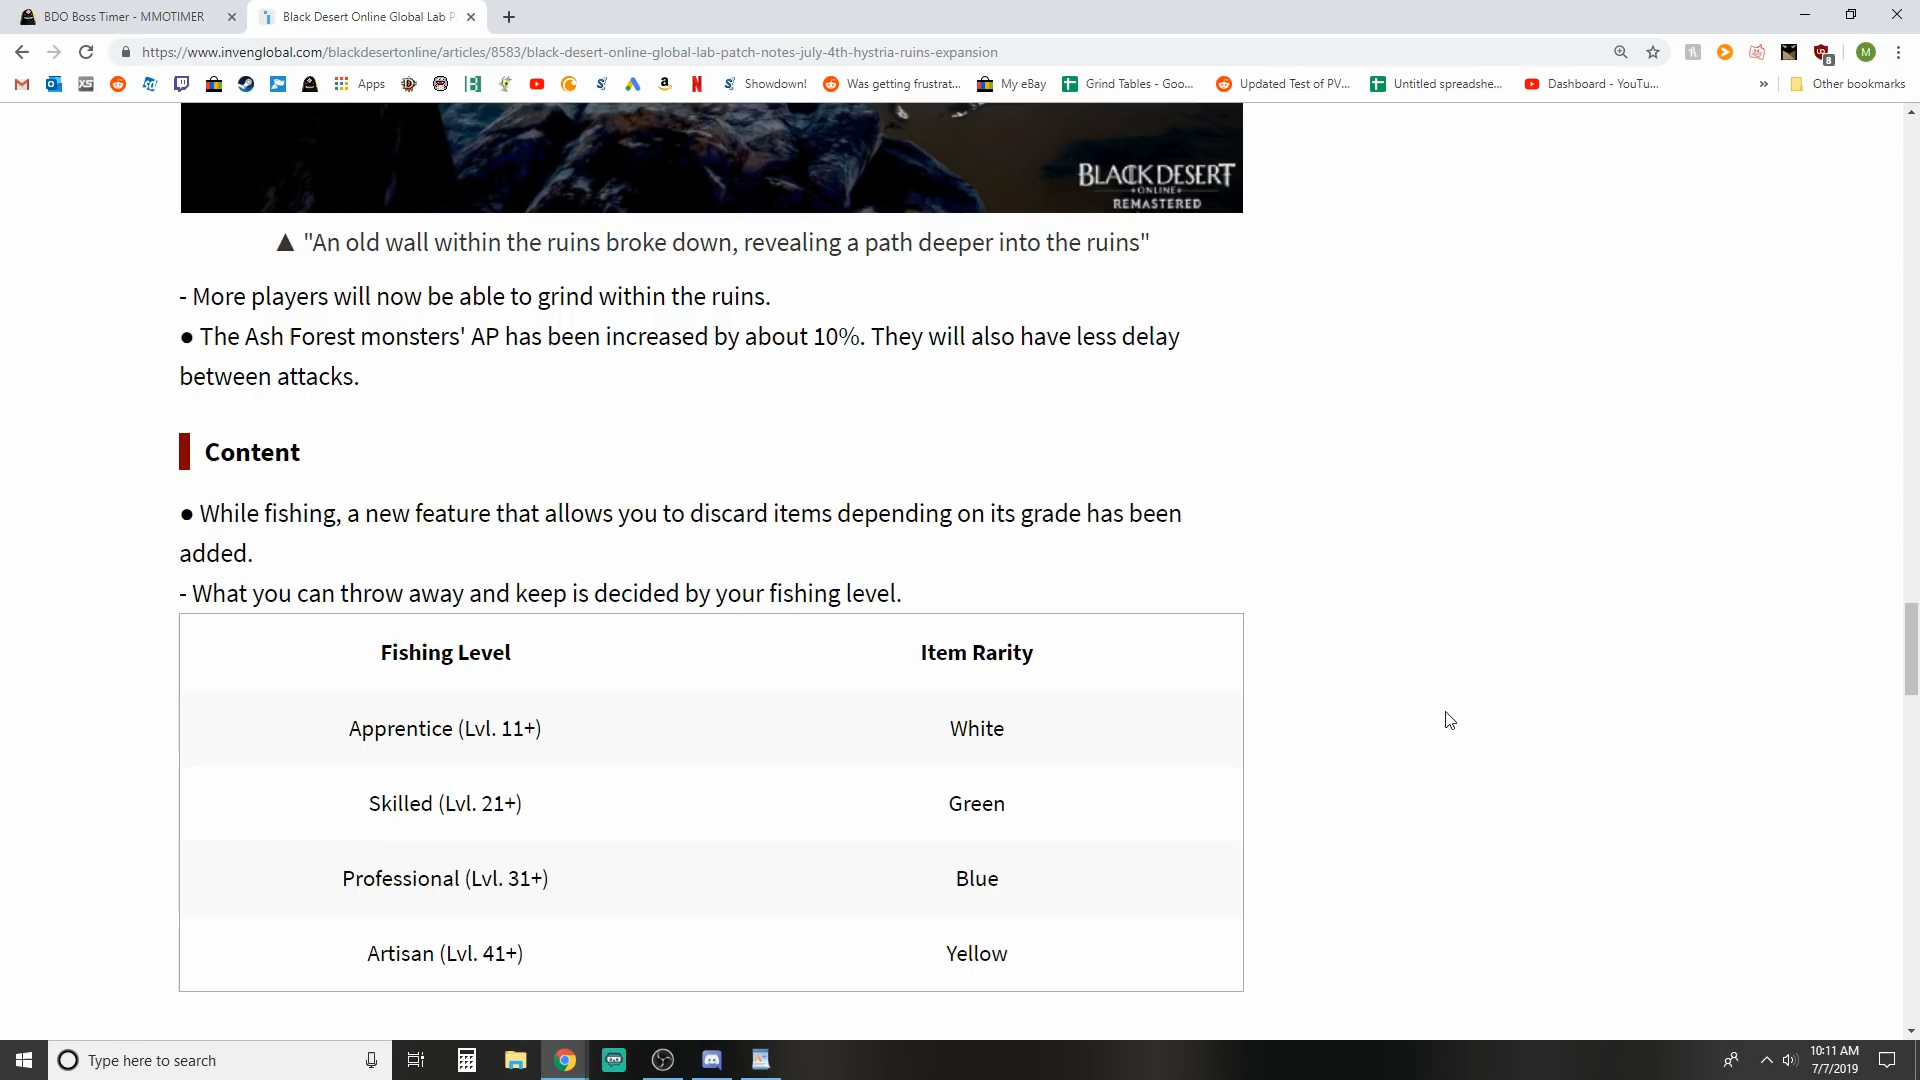 BDO Boss Timer - MMOTIMER
Black Desert Online Global Lab P
https://www.invenglobal.com/blackdesertonline/articles/8583/black-desert-online-global-lab-patch-notes-july-4th-hystria-ruins-expansion
M
8
Apps
Showdown!
Was getting frustrat...
My eBay
Grind Tables - Goo...
Updated Test of PV...
Untitled spreadshe...
Dashboard - YouTu...
»
Other bookmarks
BLACK DESERT
ONLINE
REMASTERED
▲ "An old wall within the ruins broke down, revealing a path deeper into the ruins"
- More players will now be able to grind within the ruins.
● The Ash Forest monsters' AP has been increased by about 10%. They will also have less delay
between attacks.
Content
● While fishing, a new feature that allows you to discard items depending on its grade has been
added.
- What you can throw away and keep is decided by your fishing level.
Fishing Level Item Rarity
Apprentice (Lvl. 11+) White
Skilled (Lvl. 21+) Green
Professional (Lvl. 31+) Blue
Artisan (Lvl. 41+) Yellow
Type here to search
10:11 AM
7/7/2019